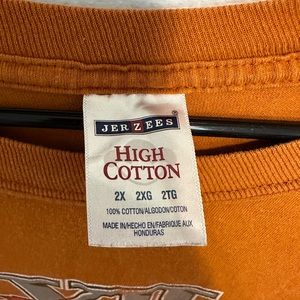 JERZEES
HIGH
COTTON
2X 2XG 2TG
100% COTTON/ALGODON/COTON
MADE IN/HECHO EN/FABRIQUE AUX
HONDURAS